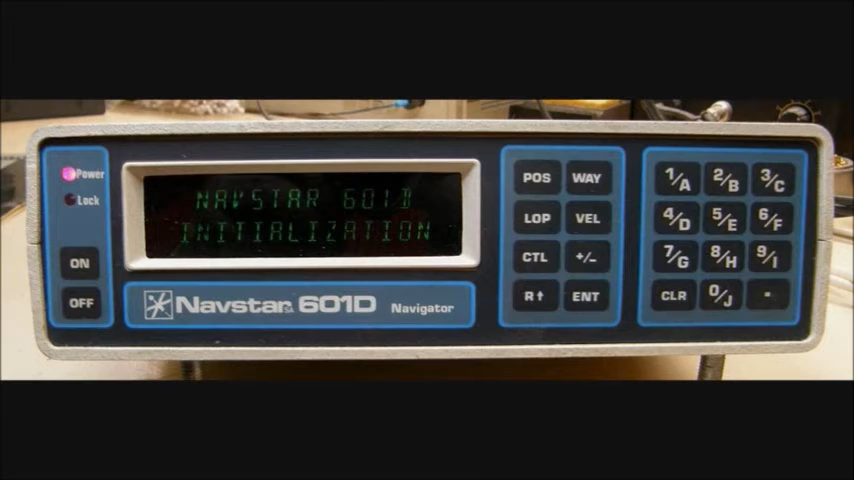 Power
Lock
ON
OFF
NAVSTAR 601D
INITIALIZATION
Navstar 601D Navigator
POS WAY
LOP VEL
CTL +/-
R↑ ENT
1/A 2/B 3/C
4/D 5/E 6/F
7/G 8/H 9/I
CLR 0/J .